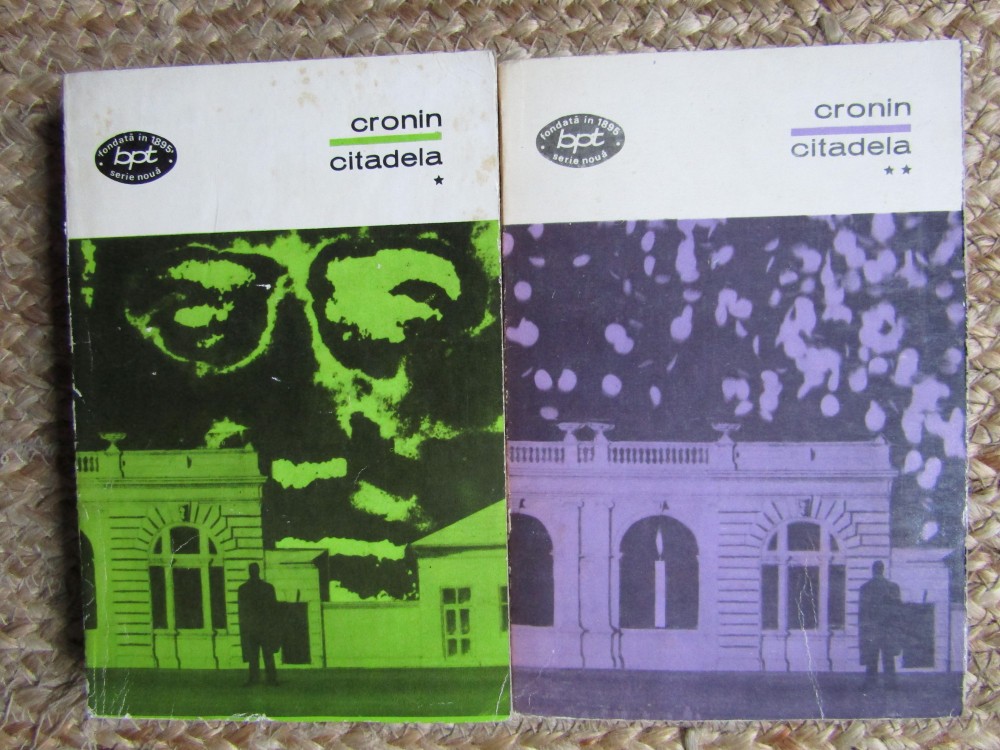 fondată în 1895
bpt
serie nouă
cronin
citadela
★
fondată în 1895
bpt
serie nouă
cronin
citadela
★★